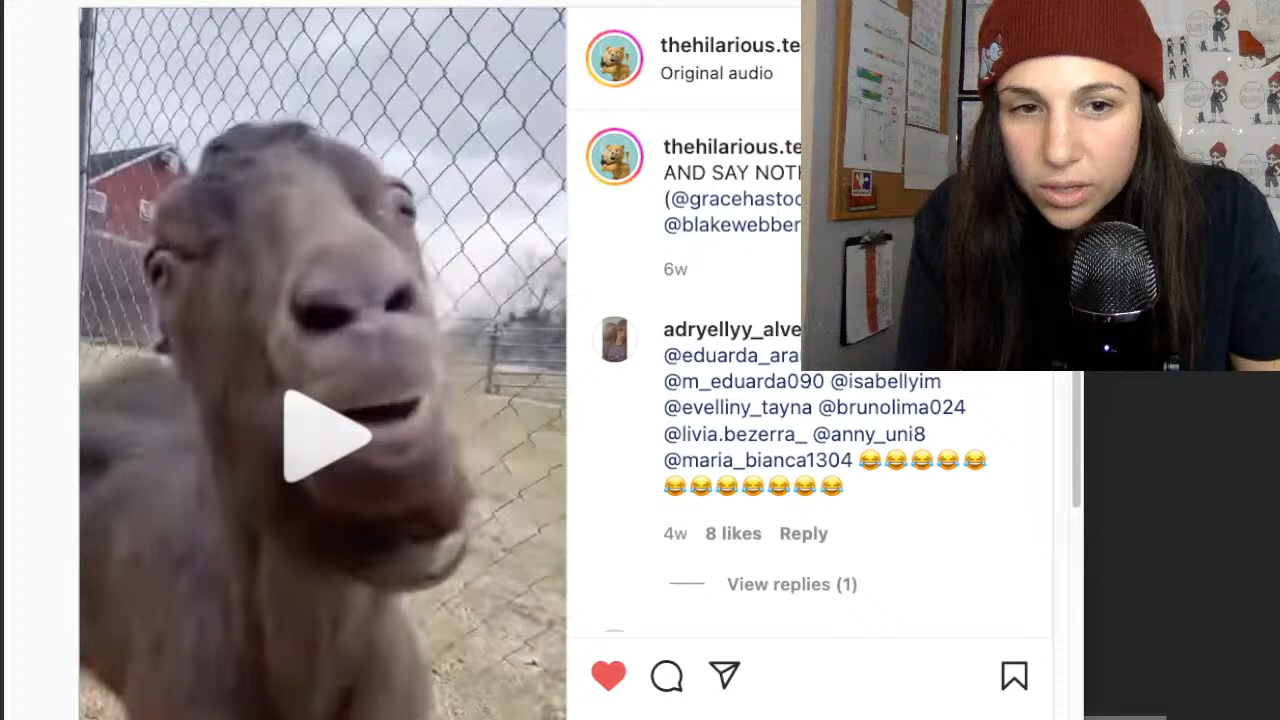 thehilarious.te
Original audio
thehilarious.te
AND SAY NOTH
(@gracehastoo
@blakewebber
6w
adryellyy_alve
@eduarda_ara
@m_eduarda090 @isabellyim
@evelliny_tayna @brunolima024
@livia.bezerra_ @anny_uni8
@maria_bianca1304 😂😂😂😂😂
😂😂😂😂😂😂😂
4w 8 likes Reply
View replies (1)